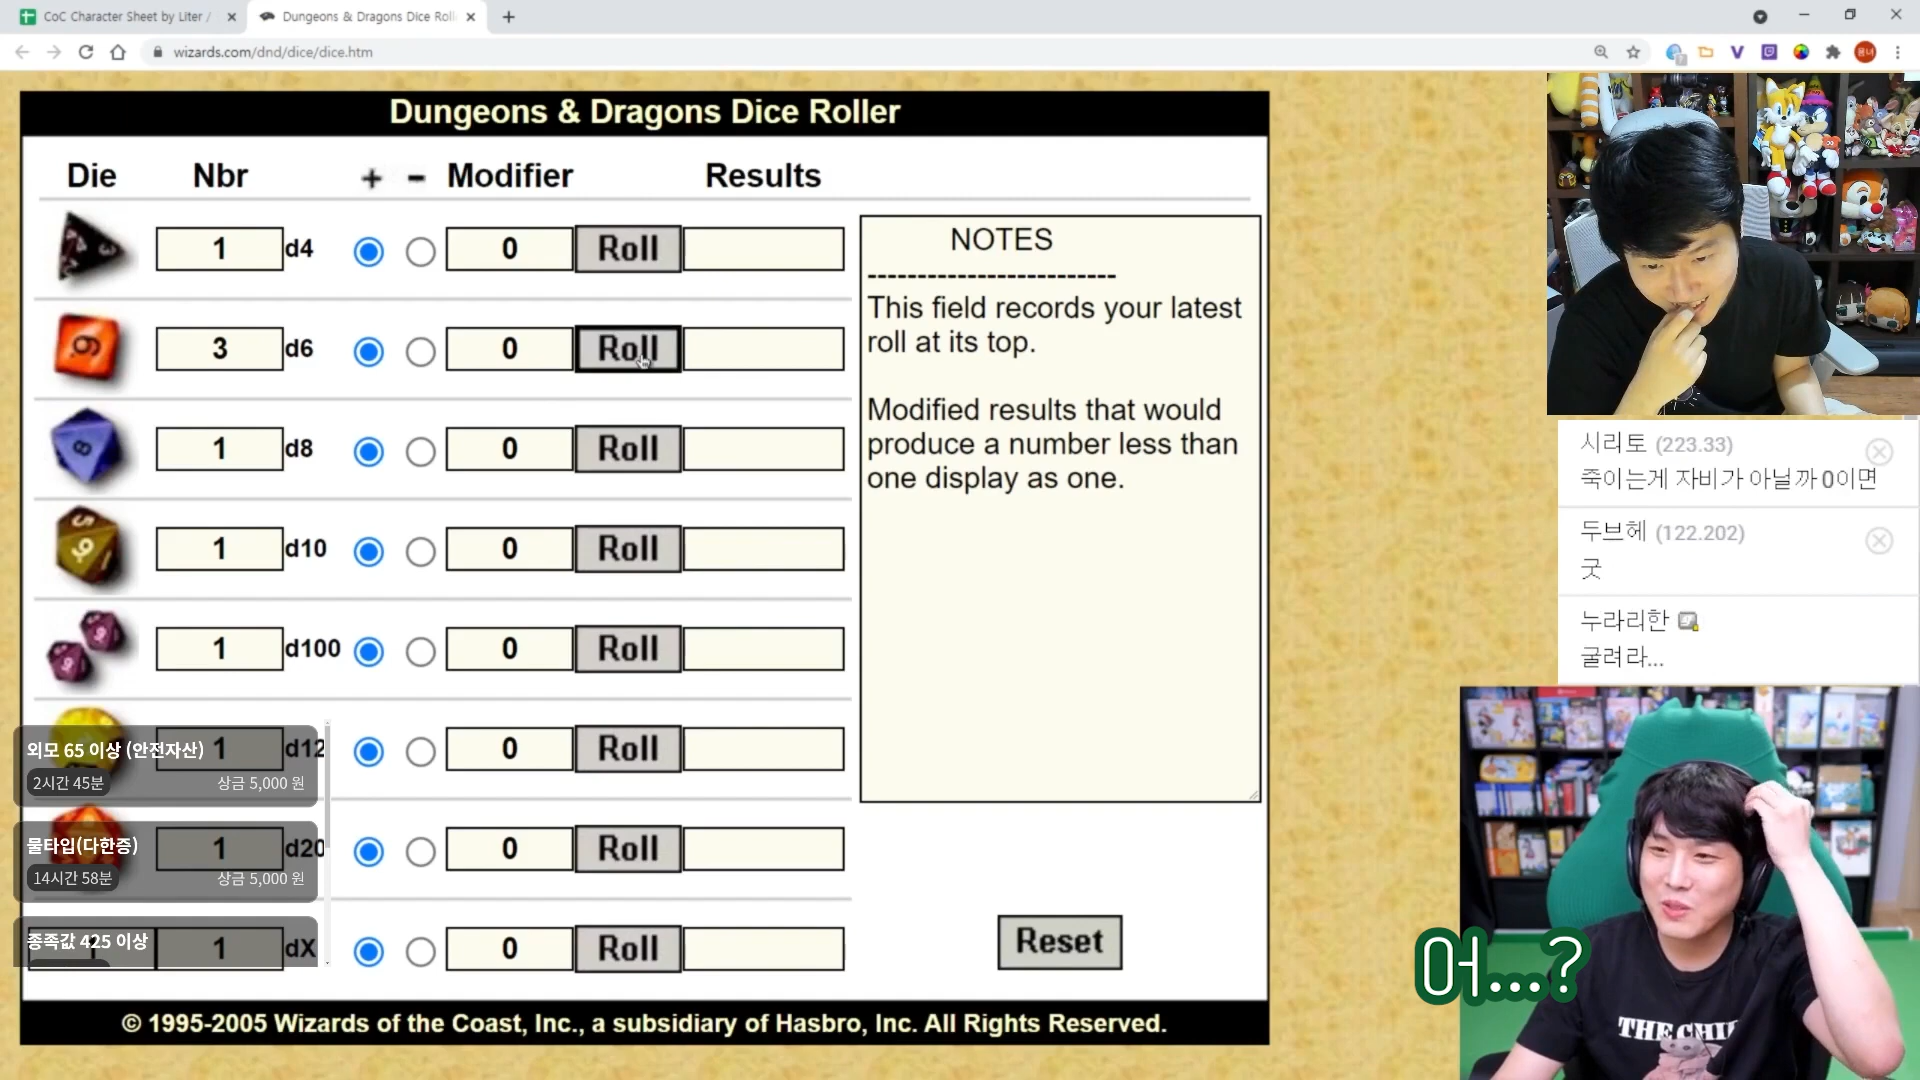 CoC Character Sheet by Liter /
Dungeons & Dragons Dice Roll
wizards.com/dnd/dice/dice.htm
Dungeons & Dragons Dice Roller
Die Nbr + - Modifier Results
1 d4 0 Roll
3 d6 0 Roll
1 d8 0 Roll
1 d10 0 Roll
1 d100 0 Roll
1 d12 0 Roll
1 d20 0 Roll
1 1 dX 0 Roll
NOTES
-------------------------
This field records your latest
roll at its top.
Modified results that would
produce a number less than
one display as one.
Reset
외모 65 이상 (안전자산)
2시간 45분 상금 5,000 원
물타입(다한증)
14시간 58분 상금 5,000 원
종족값 425 이상
© 1995-2005 Wizards of the Coast, Inc., a subsidiary of Hasbro, Inc. All Rights Reserved.
시리토 (223.33)
죽이는게 자비가 아닐까 0이면
두브헤 (122.202)
굿
누라리한
굴려라...
어...?
THE CHI